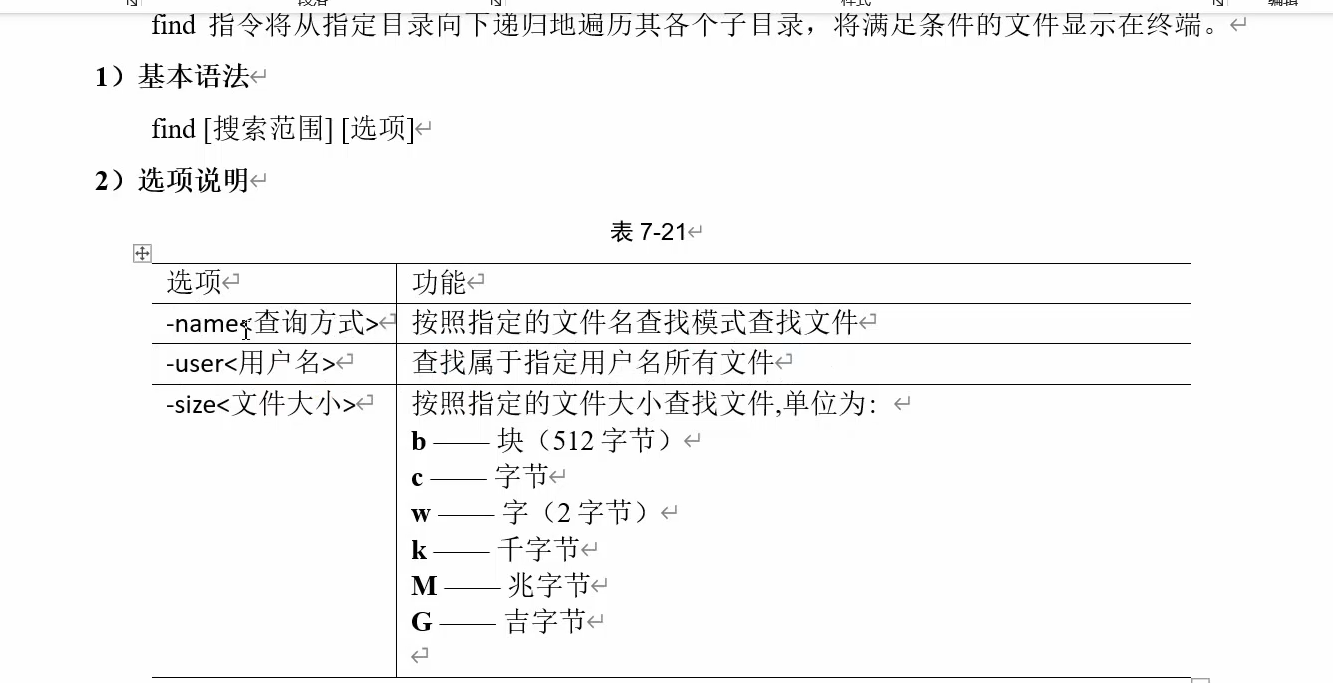 find 指令将从指定目录向下递归地遍历其各个子目录，将满足条件的文件显示在终端。
1）基本语法
find [搜索范围] [选项]
2）选项说明
表 7-21
选项 功能
-name<查询方式> 按照指定的文件名查找模式查找文件
-user<用户名> 查找属于指定用户名所有文件
-size<文件大小> 按照指定的文件大小查找文件,单位为：
b —— 块（512 字节）
c —— 字节
w —— 字（2 字节）
k —— 千字节
M —— 兆字节
G —— 吉字节